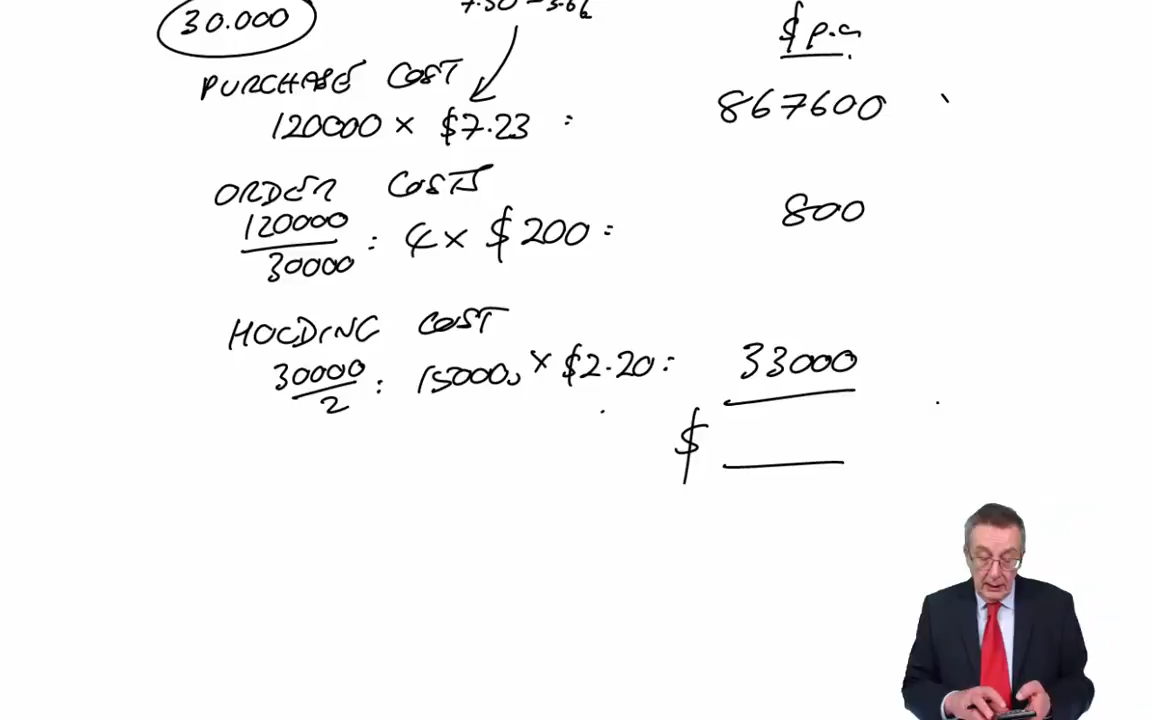 30.000
$ p.a.
PURCHASE COST
120000 × $7.23 : 867600
ORDER COSTS
120000
30000 : 4 × $200 : 800
HOLDING COST
30000
2 : 15000, × $2.20 : 33000
$